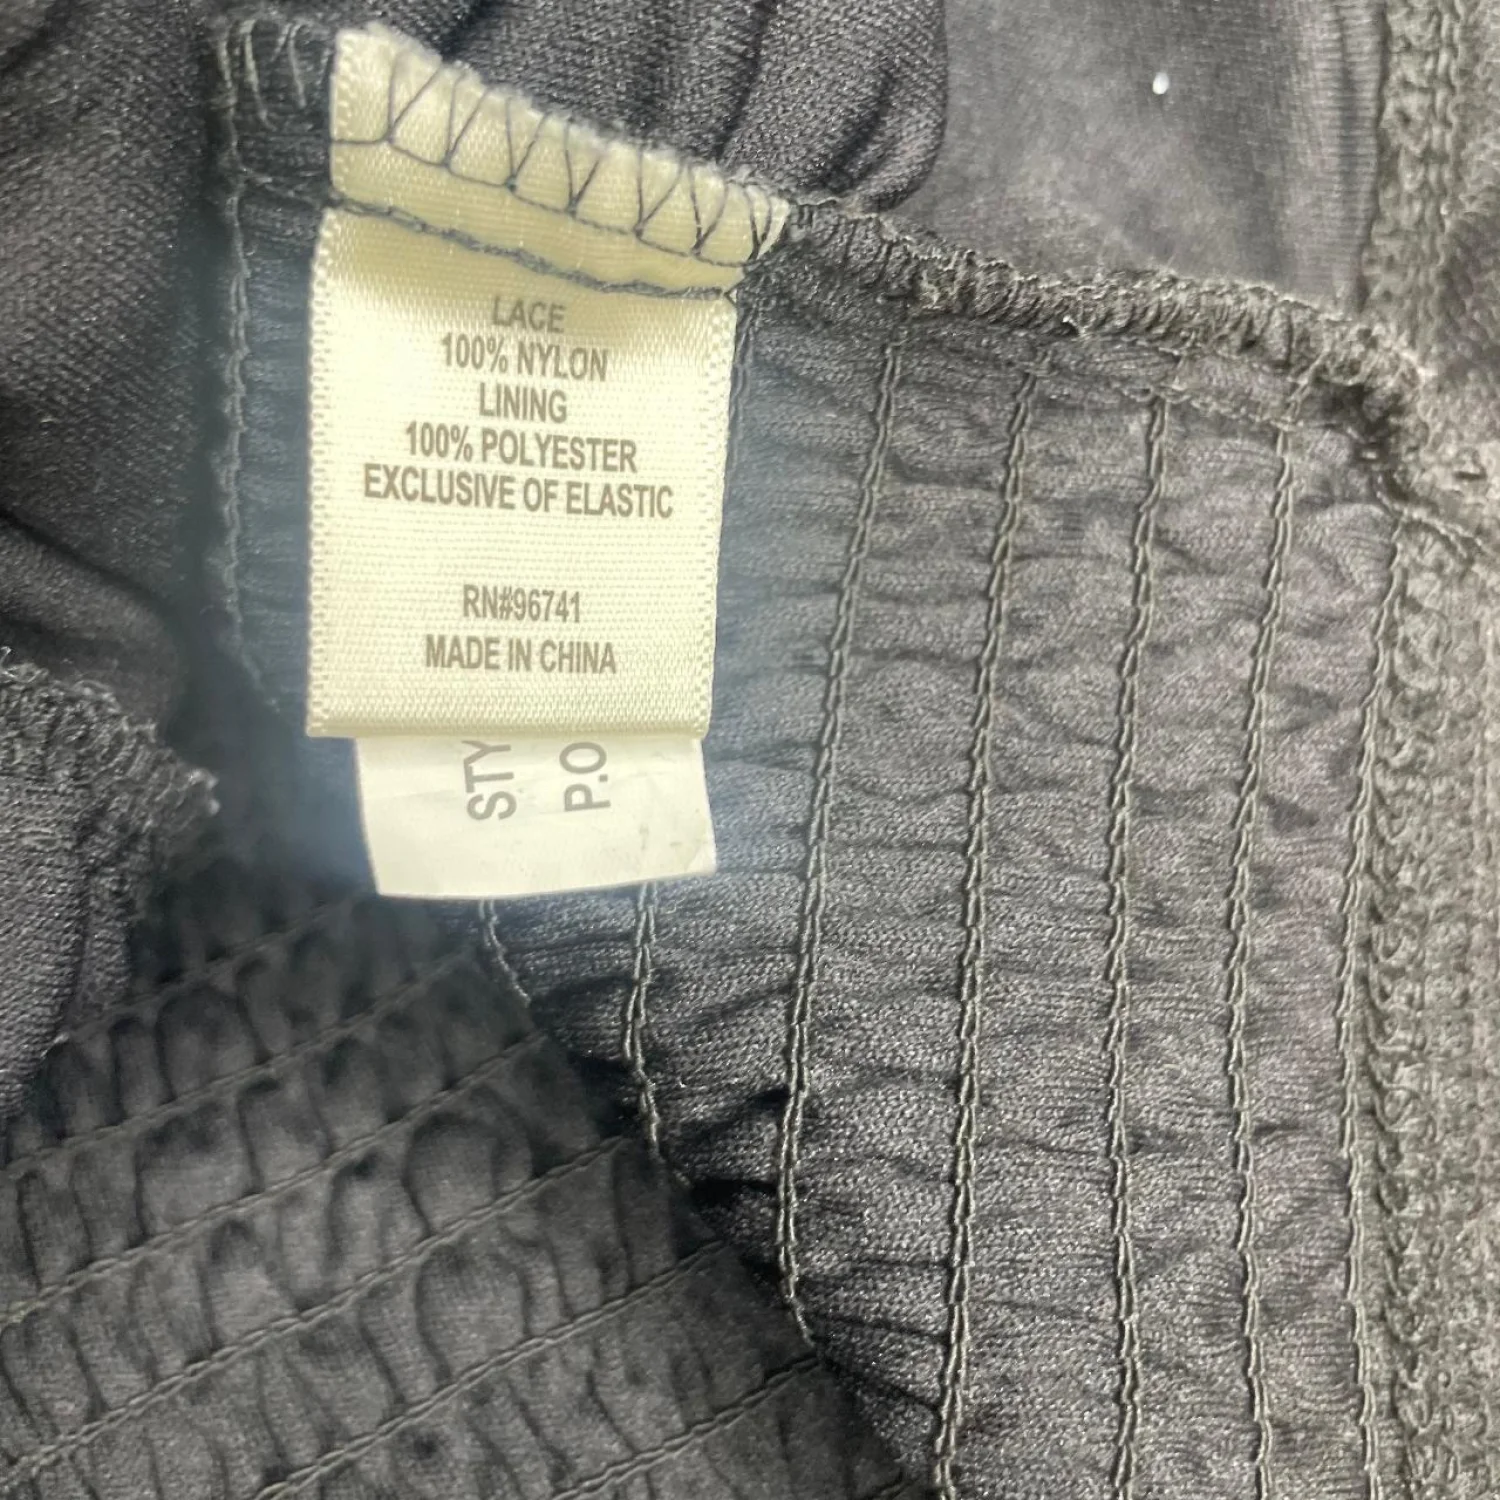 LACE
100% NYLON
LINING
100% POLYESTER
EXCLUSIVE OF ELASTIC
RN#96741
MADE IN CHINA
STY
P.O